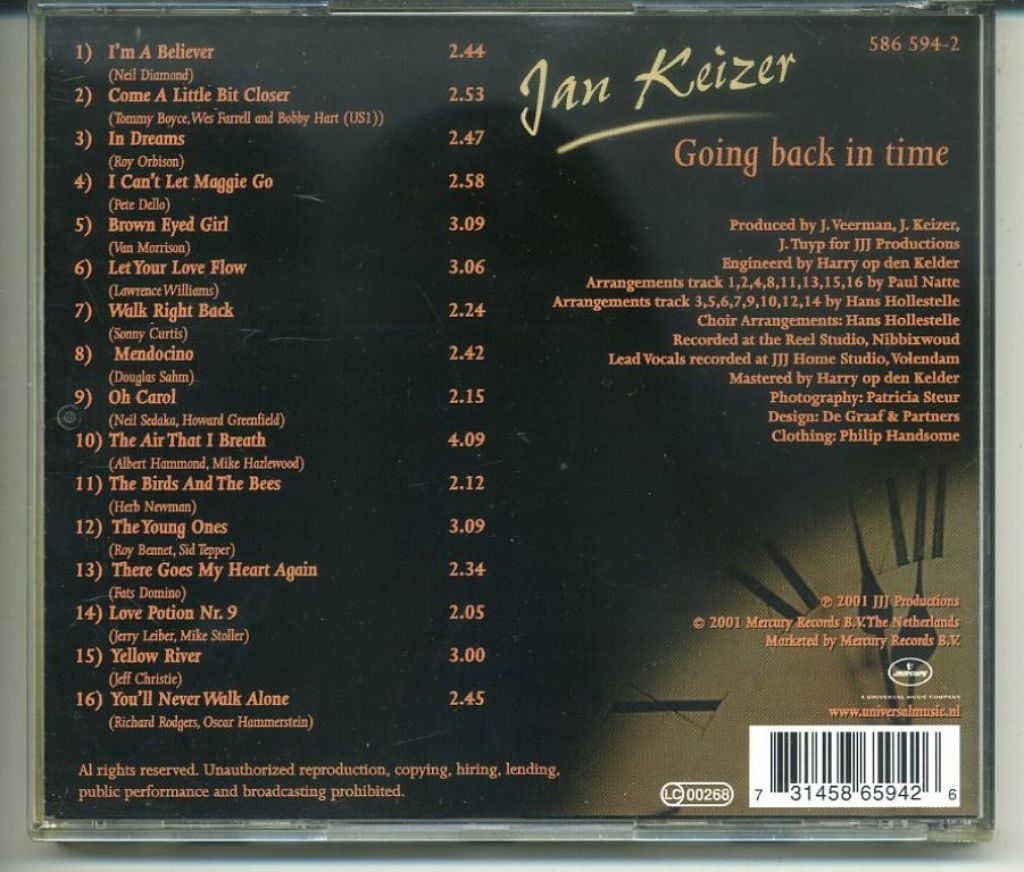 1) I'm A Believer 2.44
(Neil Diamond)
2) Come A Little Bit Closer 2.53
(Tommy Boyce,Wes Farrell and Bobby Hart (US1))
3) In Dreams 2.47
(Roy Orbison)
4) I Can't Let Maggie Go 2.58
(Pete Dello)
5) Brown Eyed Girl 3.09
(Van Morrison)
6) Let Your Love Flow 3.06
(Lawrence Williams)
7) Walk Right Back 2.24
(Sonny Curtis)
8) Mendocino 2.42
(Douglas Sahm)
9) Oh Carol 2.15
(Neil Sedaka, Howard Greenfield)
10) The Air That I Breath 4.09
(Albert Hammond, Mike Hazlewood)
11) The Birds And The Bees 2.12
(Herb Newman)
12) The Young Ones 3.09
(Roy Bennet, Sid Tepper)
13) There Goes My Heart Again 2.34
(Fats Domino)
14) Love Potion Nr. 9 2.05
(Jerry Leiber, Mike Stoller)
15) Yellow River 3.00
(Jeff Christie)
16) You'll Never Walk Alone 2.45
(Richard Rodgers, Oscar Hammerstein)
Al rights reserved. Unauthorized reproduction, copying, hiring, lending,
public performance and broadcasting prohibited.
586 594-2
Jan Keizer
Going back in time
Produced by J. Veerman, J. Keizer,
J. Tuyp for JJJ Productions
Engineerd by Harry op den Kelder
Arrangements track 1,2,4,8,11,13,15,16 by Paul Natte
Arrangements track 3,5,6,7,9,10,12,14 by Hans Hollestelle
Choir Arrangements: Hans Hollestelle
Recorded at the Reel Studio, Nibbixwoud
Lead Vocals recorded at JJJ Home Studio, Volendam
Mastered by Harry op den Kelder
Photography: Patricia Steur
Design: De Graaf & Partners
Clothing: Philip Handsome
℗ 2001 JJJ Productions
© 2001 Mercury Records B.V. The Netherlands
Marketed by Mercury Records B.V.
mercury
A UNIVERSAL MUSIC COMPANY
www.universalmusic.nl
LC 00268
7 31458 65942 6